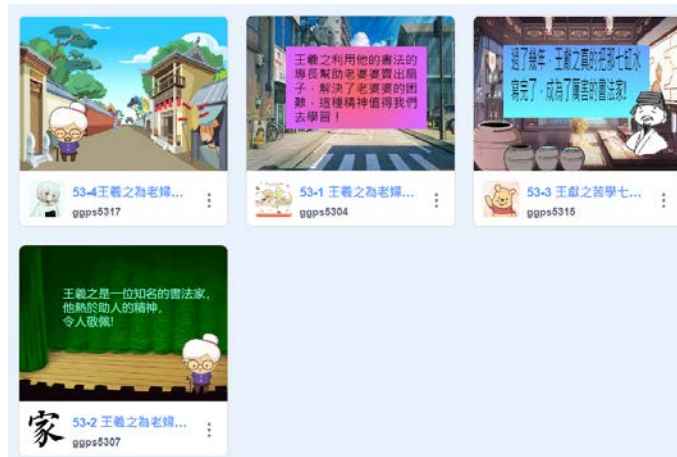 王羲之利用他的書法的
專長幫助老婆婆賣出扇
子，解決了老婆婆的困
難，這種精神值得我們
去學習！
過了幾年，王獻之真的把那七缸水
寫完了，成為了厲害的書法家!
53-4王羲之為老婦...
ggps5317
53-1 王羲之為老婦...
ggps5304
53-3 王獻之苦學七...
ggps5315
王羲之是一位知名的書法家，
他熱於助人的精神，
令人敬佩!
家
53-2 王羲之為老婦...
ggps5307